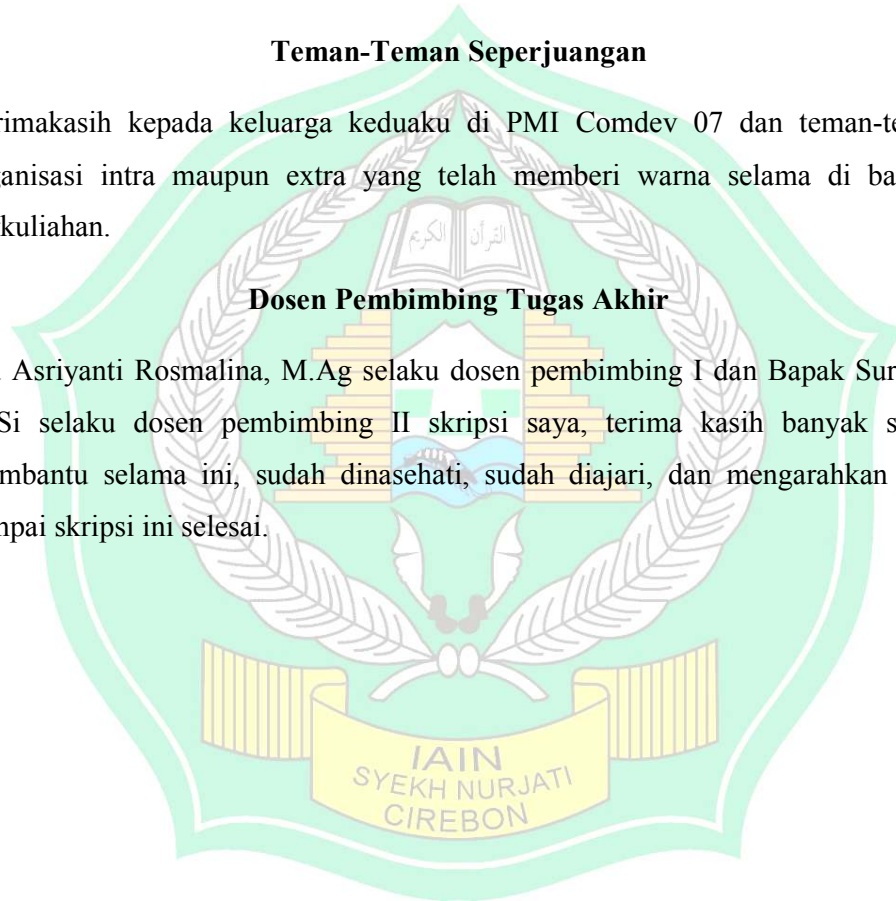 Teman-Teman Seperjuangan
rimakasih kepada keluarga keduaku di PMI Comdev 07 dan teman-te
ganisasi intra maupun extra yang telah memberi warna selama di ba
kuliahan.
القرآن الكريم
Dosen Pembimbing Tugas Akhir
Asriyanti Rosmalina, M.Ag selaku dosen pembimbing I dan Bapak Sur
Si selaku dosen pembimbing II skripsi saya, terima kasih banyak s
mbantu selama ini, sudah dinasehati, sudah diajari, dan mengarahkan
npai skripsi ini selesai.
IAIN
SYEKH NURJATI
CIREBON